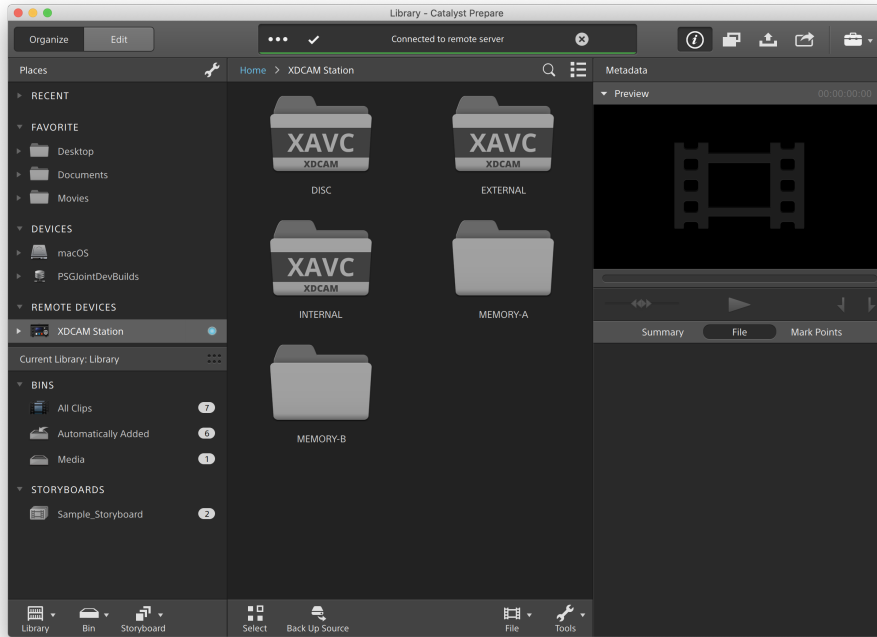 Library - Catalyst Prepare
Organize
Edit
Connected to remote server
Places
Home > XDCAM Station
Metadata
RECENT
FAVORITE
Desktop
Documents
Movies
DEVICES
macOS
PSGJointDevBuilds
REMOTE DEVICES
XDCAM Station
Current Library: Library
BINS
All Clips 7
Automatically Added 6
Media 1
STORYBOARDS
Sample_Storyboard 2
Library
Bin
Storyboard
XAVC
XDCAM
DISC
XAVC
XDCAM
EXTERNAL
XAVC
XDCAM
INTERNAL
MEMORY-A
MEMORY-B
Select
Back Up Source
File
Tools
Preview
00:00:00:00
Summary
File
Mark Points